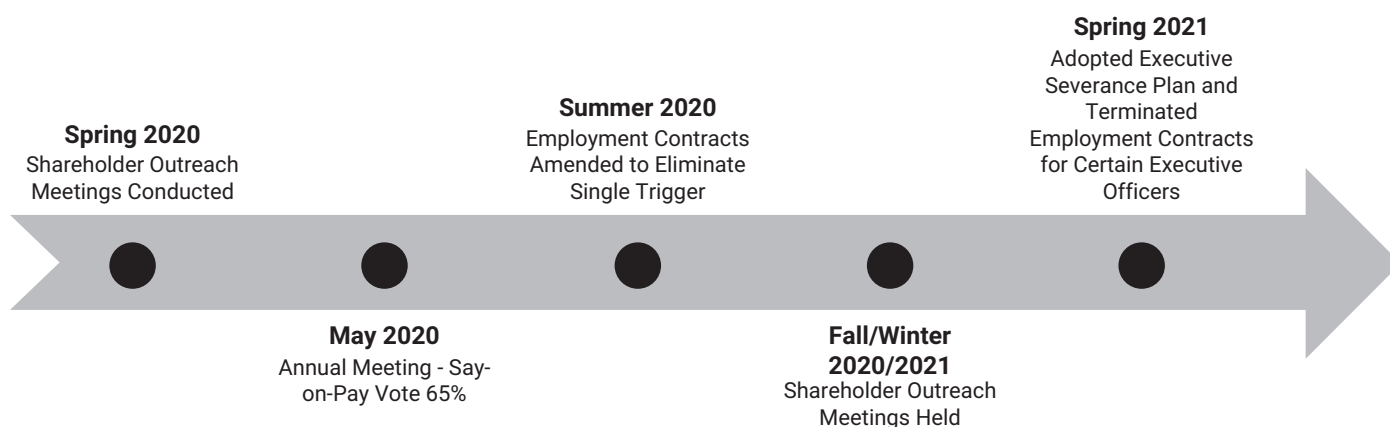 Spring 2020
Shareholder Outreach
Meetings Conducted
May 2020
Annual Meeting - Say-
on-Pay Vote 65%
Summer 2020
Employment Contracts
Amended to Eliminate
Single Trigger
Fall/Winter
2020/2021
Shareholder Outreach
Meetings Held
Spring 2021
Adopted Executive
Severance Plan and
Terminated
Employment Contracts
for Certain Executive
Officers